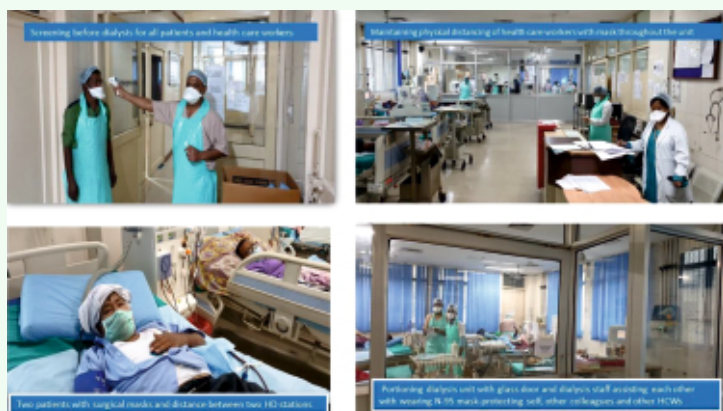 Screening before dialysis for all patients and health care workers
Maintaining physical distancing of health care workers with mask throughout the unit
Two patients with surgical masks and distance between two HD stations
Portioning dialysis unit with glass door and dialysis staff assisting each other
with wearing N-95 mask-protecting self, other colleagues and other HCWs